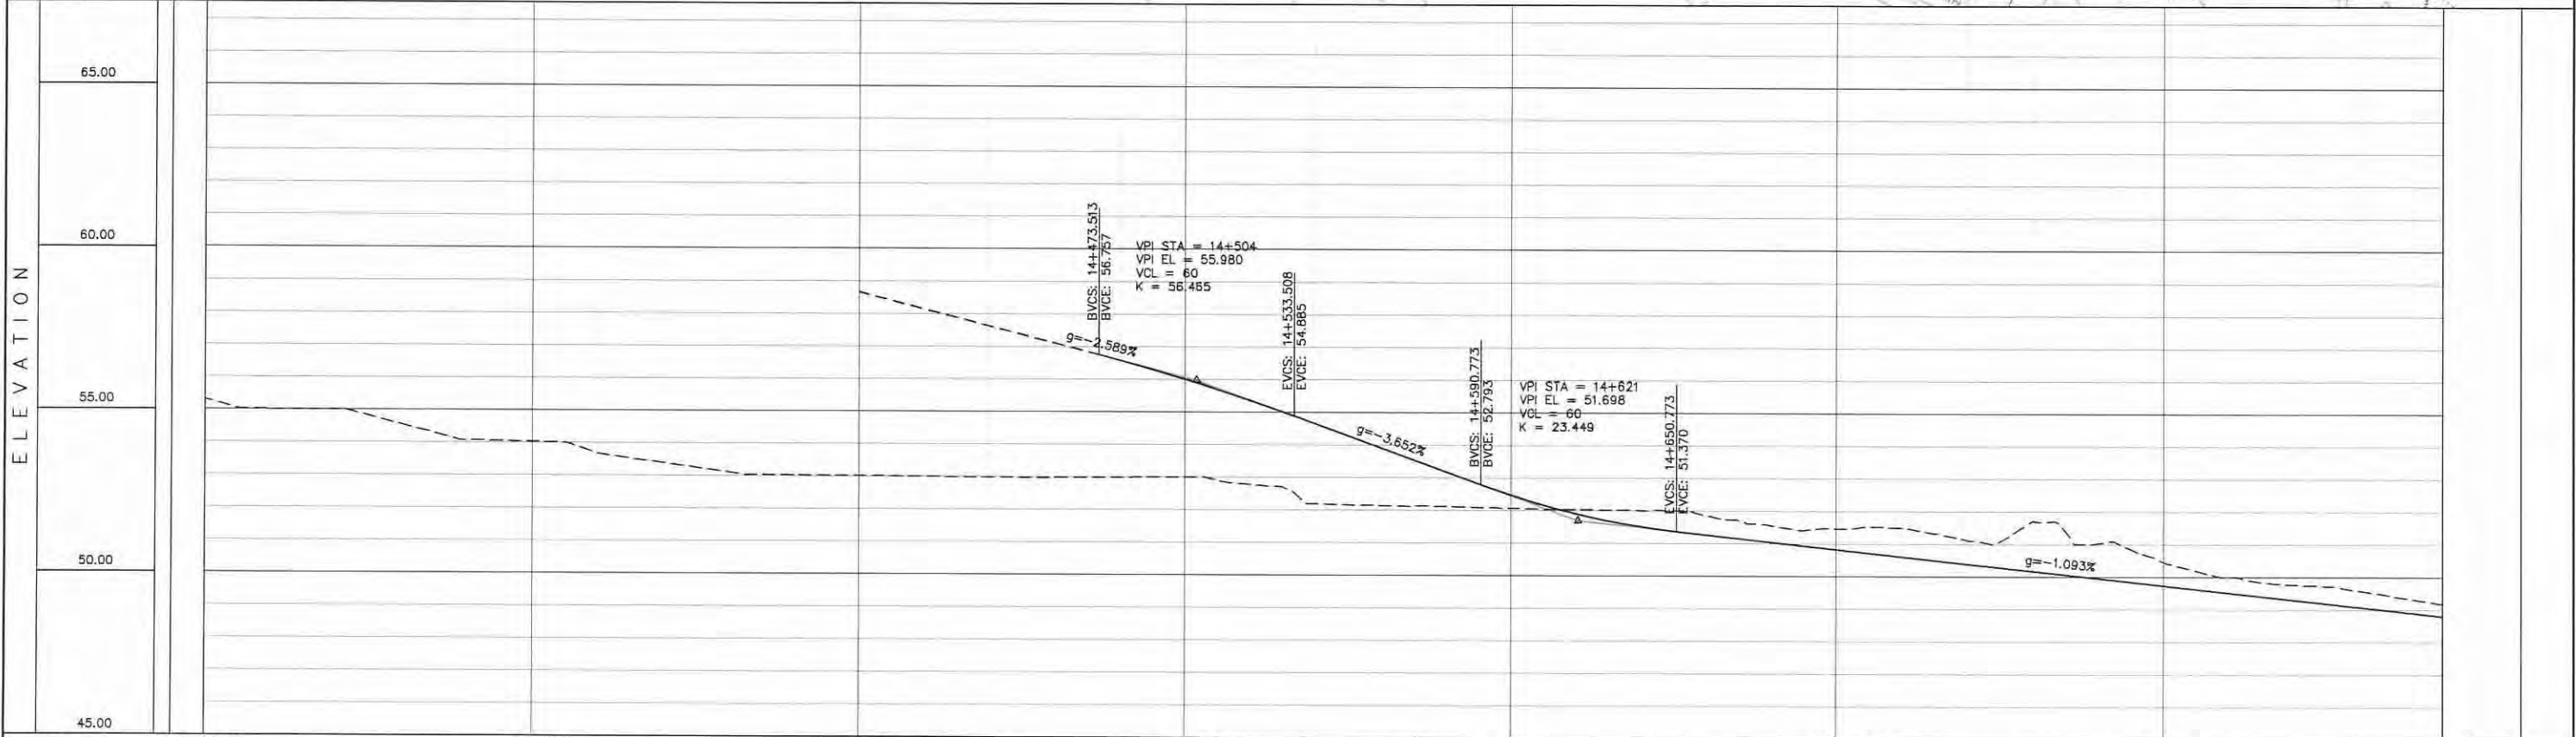 ELEVATION
65.00
60.00
55.00
50.00
45.00
BVCS: 14+473.513
BVCE: 56.757
VPI STA = 14+504
VPI EL = 55.980
VCL = 60
K = 56.465
g=-2.589%
EVCS: 14+533.508
EVCE: 54.885
g=-3.652%
BVCS: 14+590.773
BVCE: 52.793
VPI STA = 14+621
VPI EL = 51.698
VCL = 60
K = 23.449
EVCS: 14+650.773
EVCE: 51.370
g=-1.093%